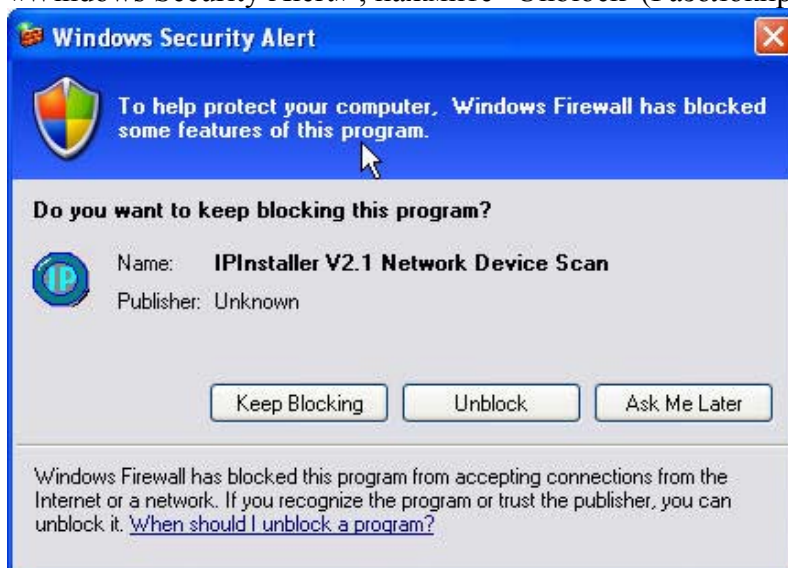 Windows Security Alert
To help protect your computer, Windows Firewall has blocked
some features of this program.
Do you want to keep blocking this program?
Name: IPInstaller V2.1 Network Device Scan
Publisher: Unknown
Keep Blocking Unblock Ask Me Later
Windows Firewall has blocked this program from accepting connections from the
Internet or a network. If you recognize the program or trust the publisher, you can
unblock it. When should I unblock a program?